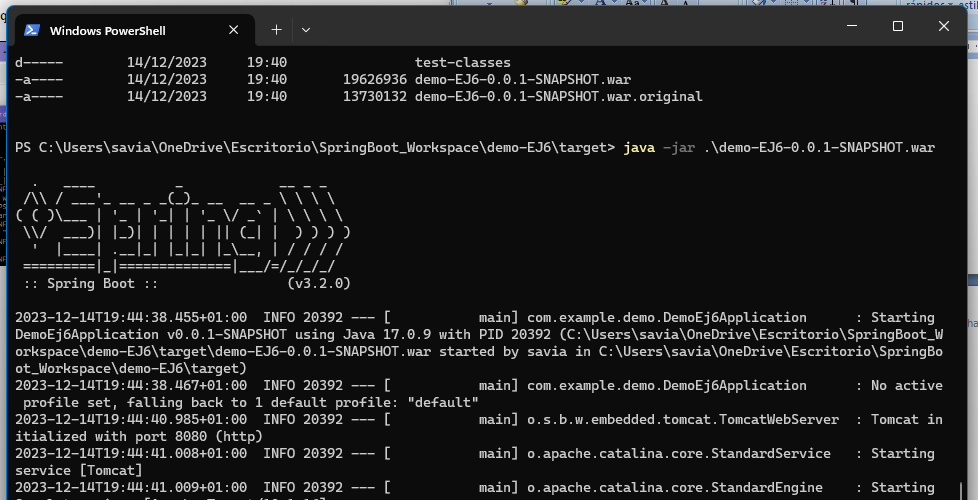 Windows PowerShell
d-----        14/12/2023     19:40                test-classes
-a----        14/12/2023     19:40       19626936 demo-EJ6-0.0.1-SNAPSHOT.war
-a----        14/12/2023     19:40       13730132 demo-EJ6-0.0.1-SNAPSHOT.war.original
PS C:\Users\savia\OneDrive\Escritorio\SpringBoot_Workspace\demo-EJ6\target> java -jar .\demo-EJ6-0.0.1-SNAPSHOT.war
  .   ____          _            __ _ _
 /\\ / ___'_ __ _ _(_)_ __  __ _ \ \ \ \
( ( )\___ | '_ | '_| | '_ \/ _` | \ \ \ \
 \\/  ___)| |_)| | | | | || (_| |  ) ) ) )
  '  |____| .__|_| |_|_| |_\__, | / / / /
 =========|_|==============|___/=/_/_/_/
 :: Spring Boot ::                (v3.2.0)
2023-12-14T19:44:38.455+01:00  INFO 20392 --- [           main] com.example.demo.DemoEj6Application      : Starting
DemoEj6Application v0.0.1-SNAPSHOT using Java 17.0.9 with PID 20392 (C:\Users\savia\OneDrive\Escritorio\SpringBoot_W
orkspace\demo-EJ6\target\demo-EJ6-0.0.1-SNAPSHOT.war started by savia in C:\Users\savia\OneDrive\Escritorio\SpringBo
ot_Workspace\demo-EJ6\target)
2023-12-14T19:44:38.467+01:00  INFO 20392 --- [           main] com.example.demo.DemoEj6Application      : No active
 profile set, falling back to 1 default profile: "default"
2023-12-14T19:44:40.985+01:00  INFO 20392 --- [           main] o.s.b.w.embedded.tomcat.TomcatWebServer  : Tomcat in
itialized with port 8080 (http)
2023-12-14T19:44:41.008+01:00  INFO 20392 --- [           main] o.apache.catalina.core.StandardService   : Starting
service [Tomcat]
2023-12-14T19:44:41.009+01:00  INFO 20392 --- [           main] o.apache.catalina.core.StandardEngine    : Starting